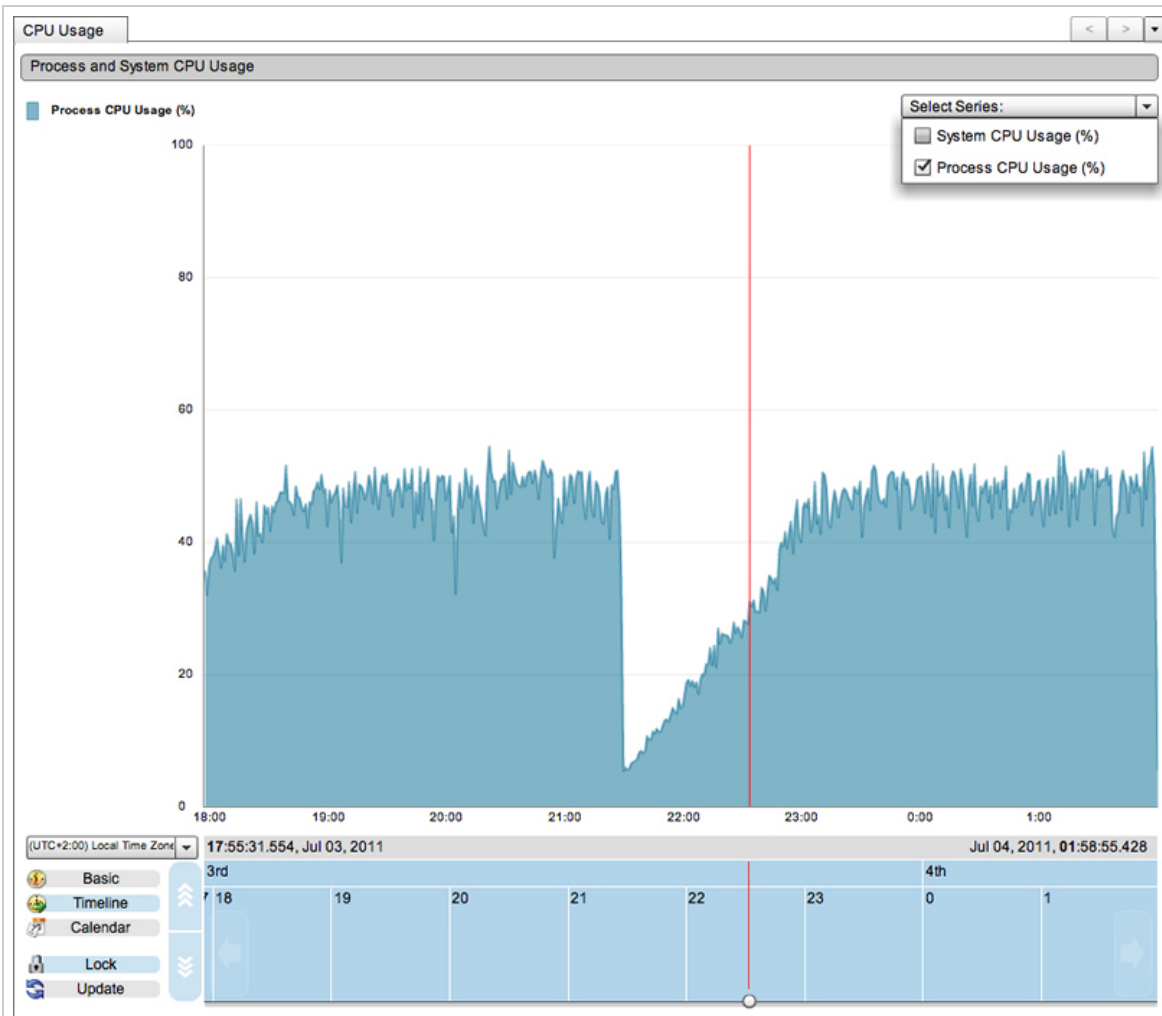 CPU Usage
< >
Process and System CPU Usage
Process CPU Usage (%)
Select Series:
System CPU Usage (%)
Process CPU Usage (%)
100
80
60
40
20
0
18:00 19:00 20:00 21:00 22:00 23:00 0:00 1:00
(UTC+2:00) Local Time Zone
17:55:31.554, Jul 03, 2011 Jul 04, 2011, 01:58:55.428
3rd 4th
7 18 19 20 21 22 23 0 1
Basic
Timeline
Calendar
Lock
Update